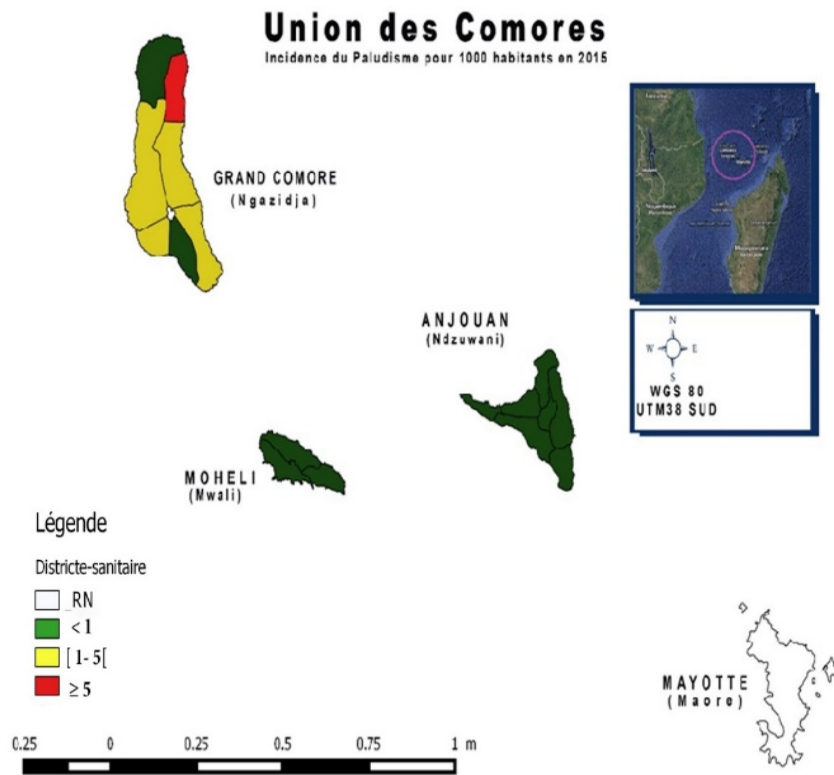 Union des Comores
Incidence du Paludisme pour 1000 habitants en 2015
GRAND COMORE
(Ngazidja)
ANJOUAN
(Ndzuwani)
N
W E
S
WGS 80
UTM38 SUD
MOHELI
(Mwali)
Légende
Districte-sanitaire
_RN
< 1
[ 1- 5[
≥ 5
MAYOTTE
(Maore)
0.25 0 0.25 0.5 0.75 1 m